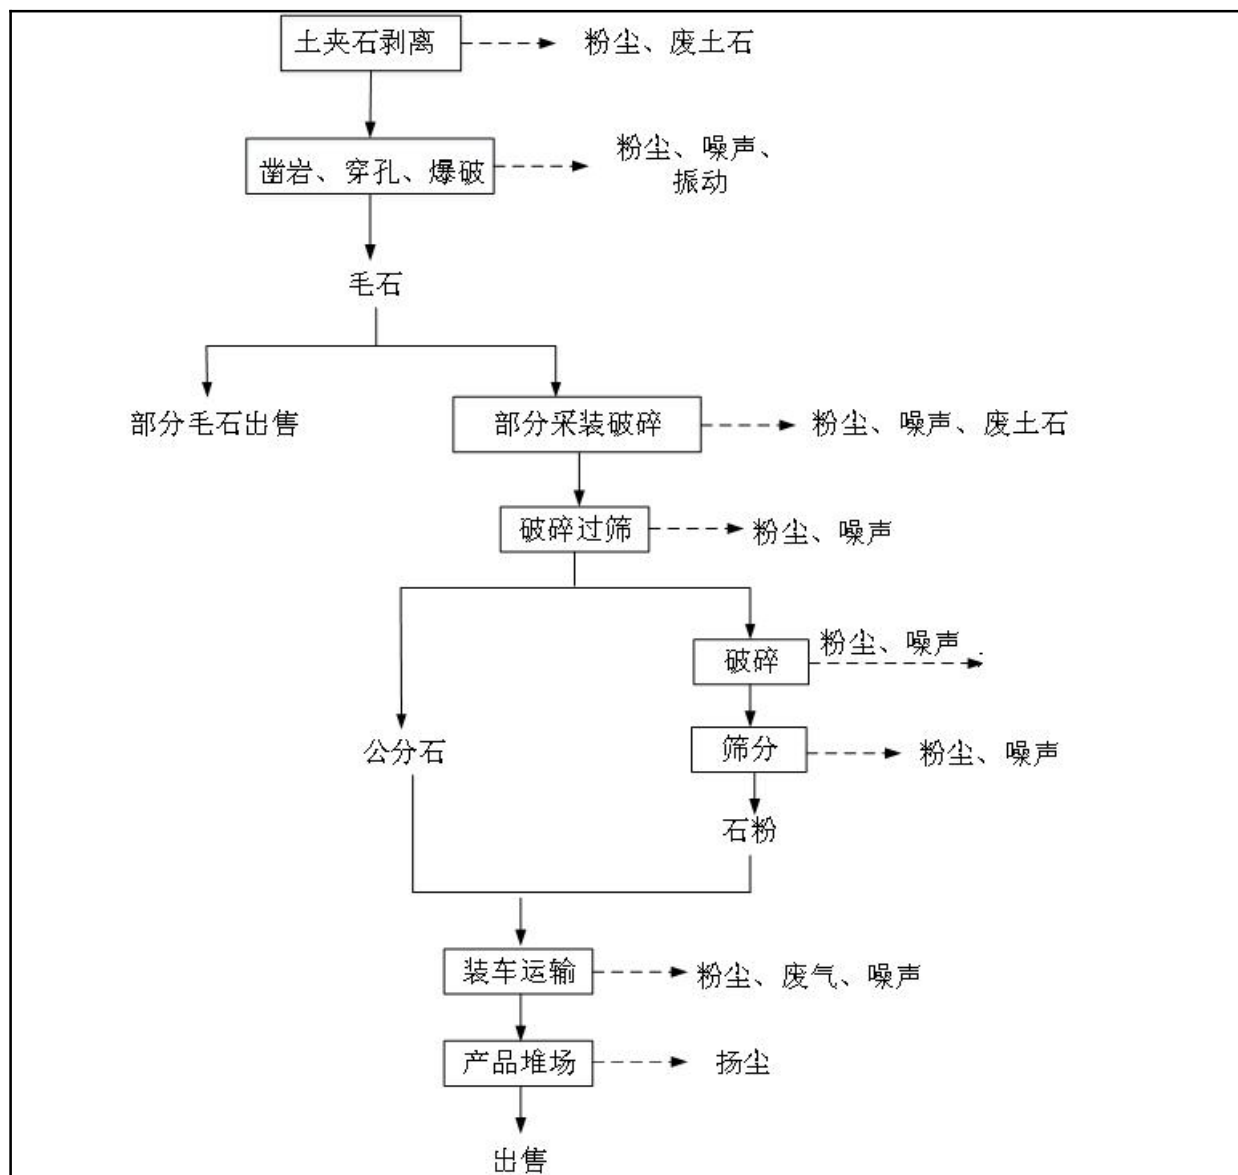 土夹石剥离
粉尘、废土石
凿岩、穿孔、爆破
粉尘、噪声、
振动
毛石
部分毛石出售
部分采装破碎
粉尘、噪声、废土石
破碎过筛
粉尘、噪声
破碎
粉尘、噪声
公分石
筛分
粉尘、噪声
石粉
装车运输
粉尘、废气、噪声
产品堆场
扬尘
出售